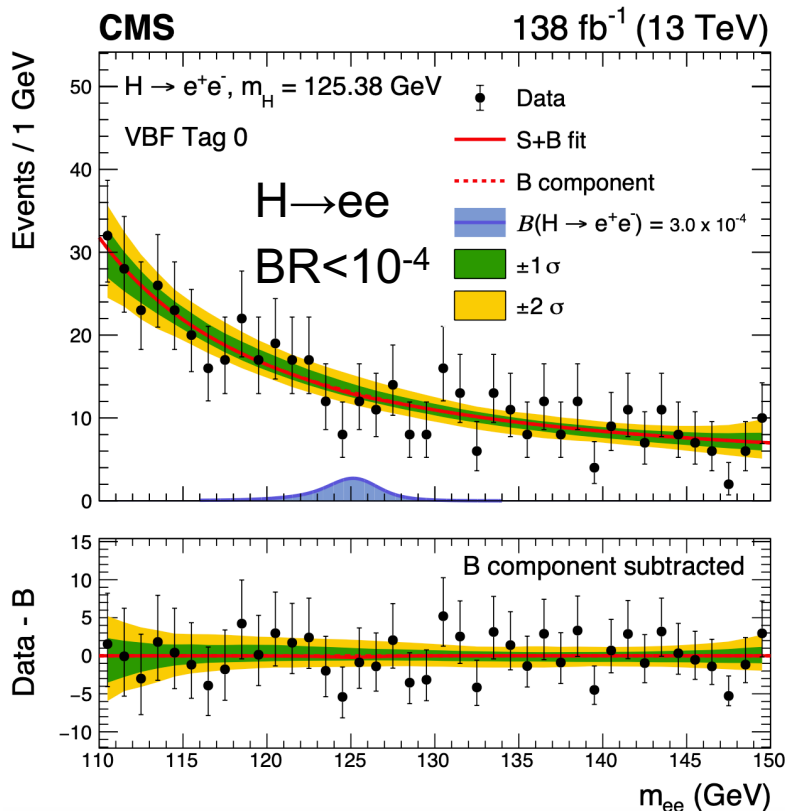 CMS 138 fb⁻¹ (13 TeV)
Events / 1 GeV
50
40
30
20
10
0
H → e⁺e⁻, m_H = 125.38 GeV
VBF Tag 0
H→ee
BR<10⁻⁴
Data
S+B fit
B component
B(H → e⁺e⁻) = 3.0 x 10⁻⁴
±1 σ
±2 σ
Data - B
15
10
5
0
−5
−10
B component subtracted
110 115 120 125 130 135 140 145 150
m_ee (GeV)